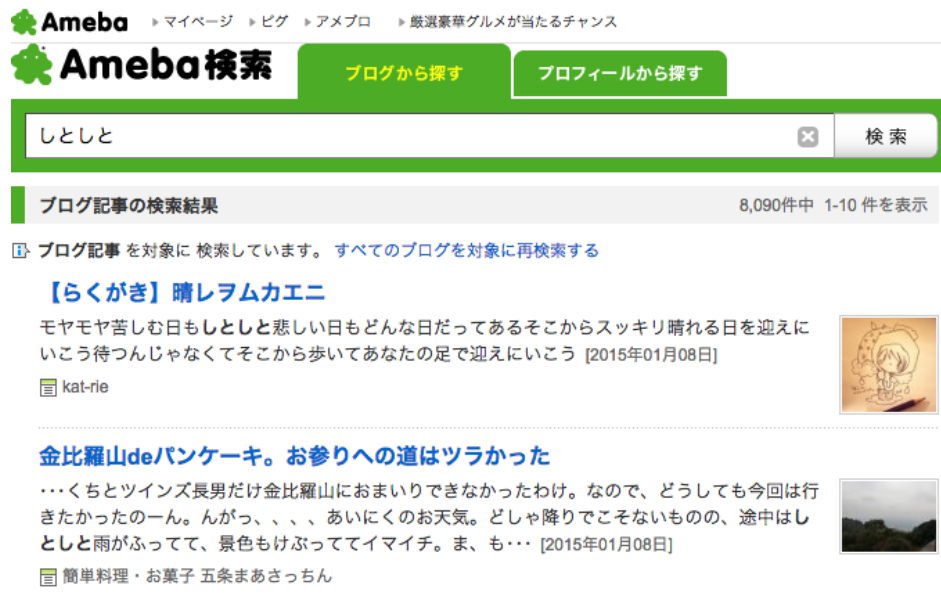 Ameba マイページ ピグ アメブロ 厳選豪華グルメが当たるチャンス
Ameba検索 ブログから探す プロフィールから探す
しとしと 検 索
ブログ記事の検索結果 8,090件中 1-10 件を表示
ブログ記事 を対象に 検索しています。 すべてのブログを対象に再検索する
【らくがき】晴レヲムカエニ
モヤモヤ苦しむ日もしとしと悲しい日もどんな日だってあるそこからスッキリ晴れる日を迎えに
いこう待つんじゃなくてそこから歩いてあなたの足で迎えにいこう [2015年01月08日]
kat-rie
金比羅山deパンケーキ。お参りへの道はツラかった
･･･くちとツインズ長男だけ金比羅山におまいりできなかったわけ。なので、どうしても今回は行
きたかったのーん。んがっ、、、、あいにくのお天気。どしゃ降りでこそないものの、途中はし
としと雨がふってて、景色もけぶっててイマイチ。ま、も･･･ [2015年01月08日]
簡単料理・お菓子 五条まあさっちん